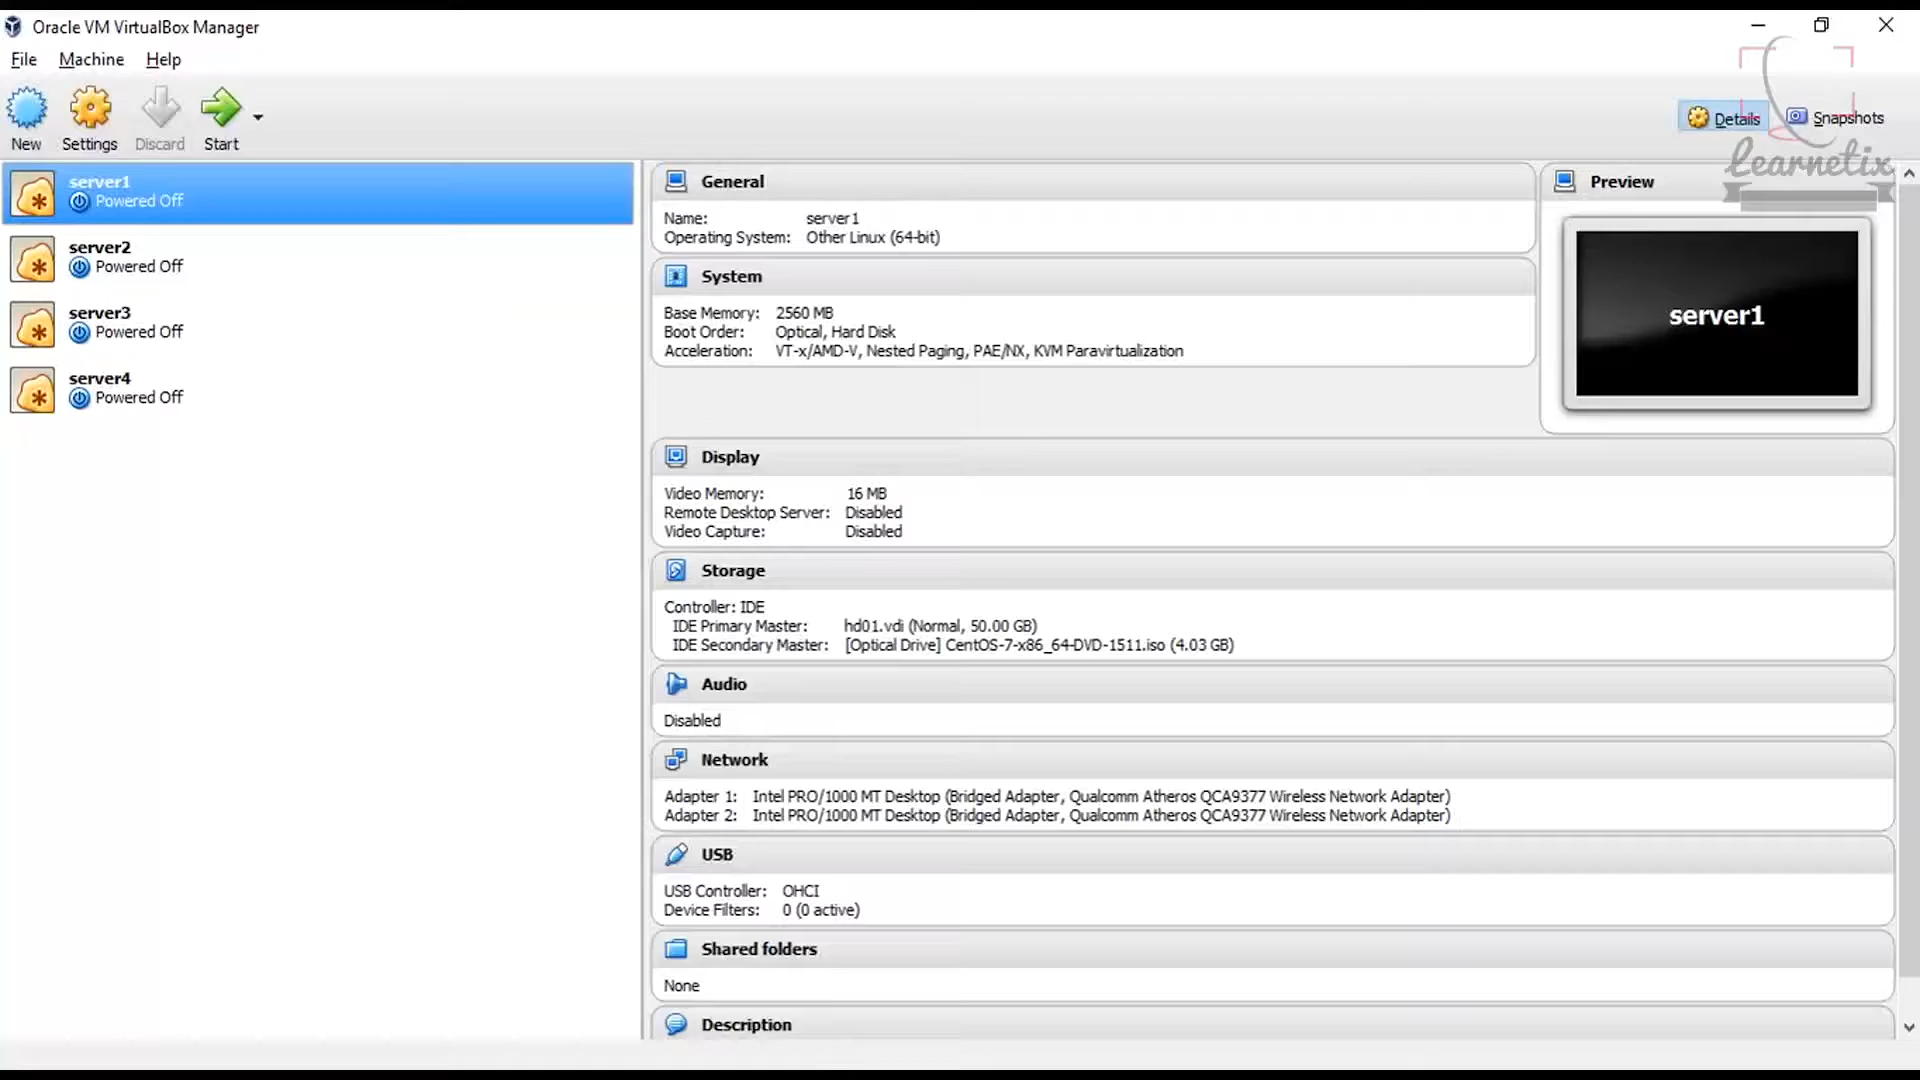 Oracle VM VirtualBox Manager
File Machine Help
New Settings Discard Start
Details Snapshots
Learnetix
server1
Powered Off
server2
Powered Off
server3
Powered Off
server4
Powered Off
General
Name: server1
Operating System: Other Linux (64-bit)
System
Base Memory: 2560 MB
Boot Order: Optical, Hard Disk
Acceleration: VT-x/AMD-V, Nested Paging, PAE/NX, KVM Paravirtualization
Preview
server1
Display
Video Memory: 16 MB
Remote Desktop Server: Disabled
Video Capture: Disabled
Storage
Controller: IDE
IDE Primary Master: hd01.vdi (Normal, 50.00 GB)
IDE Secondary Master: [Optical Drive] CentOS-7-x86_64-DVD-1511.iso (4.03 GB)
Audio
Disabled
Network
Adapter 1: Intel PRO/1000 MT Desktop (Bridged Adapter, Qualcomm Atheros QCA9377 Wireless Network Adapter)
Adapter 2: Intel PRO/1000 MT Desktop (Bridged Adapter, Qualcomm Atheros QCA9377 Wireless Network Adapter)
USB
USB Controller: OHCI
Device Filters: 0 (0 active)
Shared folders
None
Description